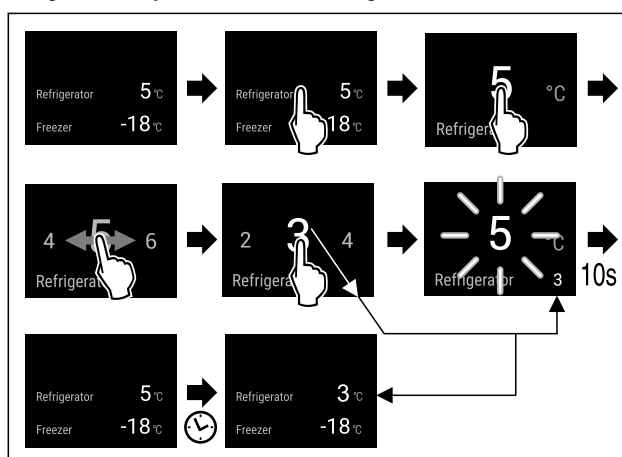 Refrigerator 5 °C
Freezer -18 °C
Refrigerator 5 °C
Freezer 18 °C
5 °C
Refriger
4 5 6
Refrigerat
2 3 4
Refrigera
5 °C
Refrigerator 3
10s
Refrigerator 5 °C
Freezer -18 °C
Refrigerator 3 °C
Freezer -18 °C